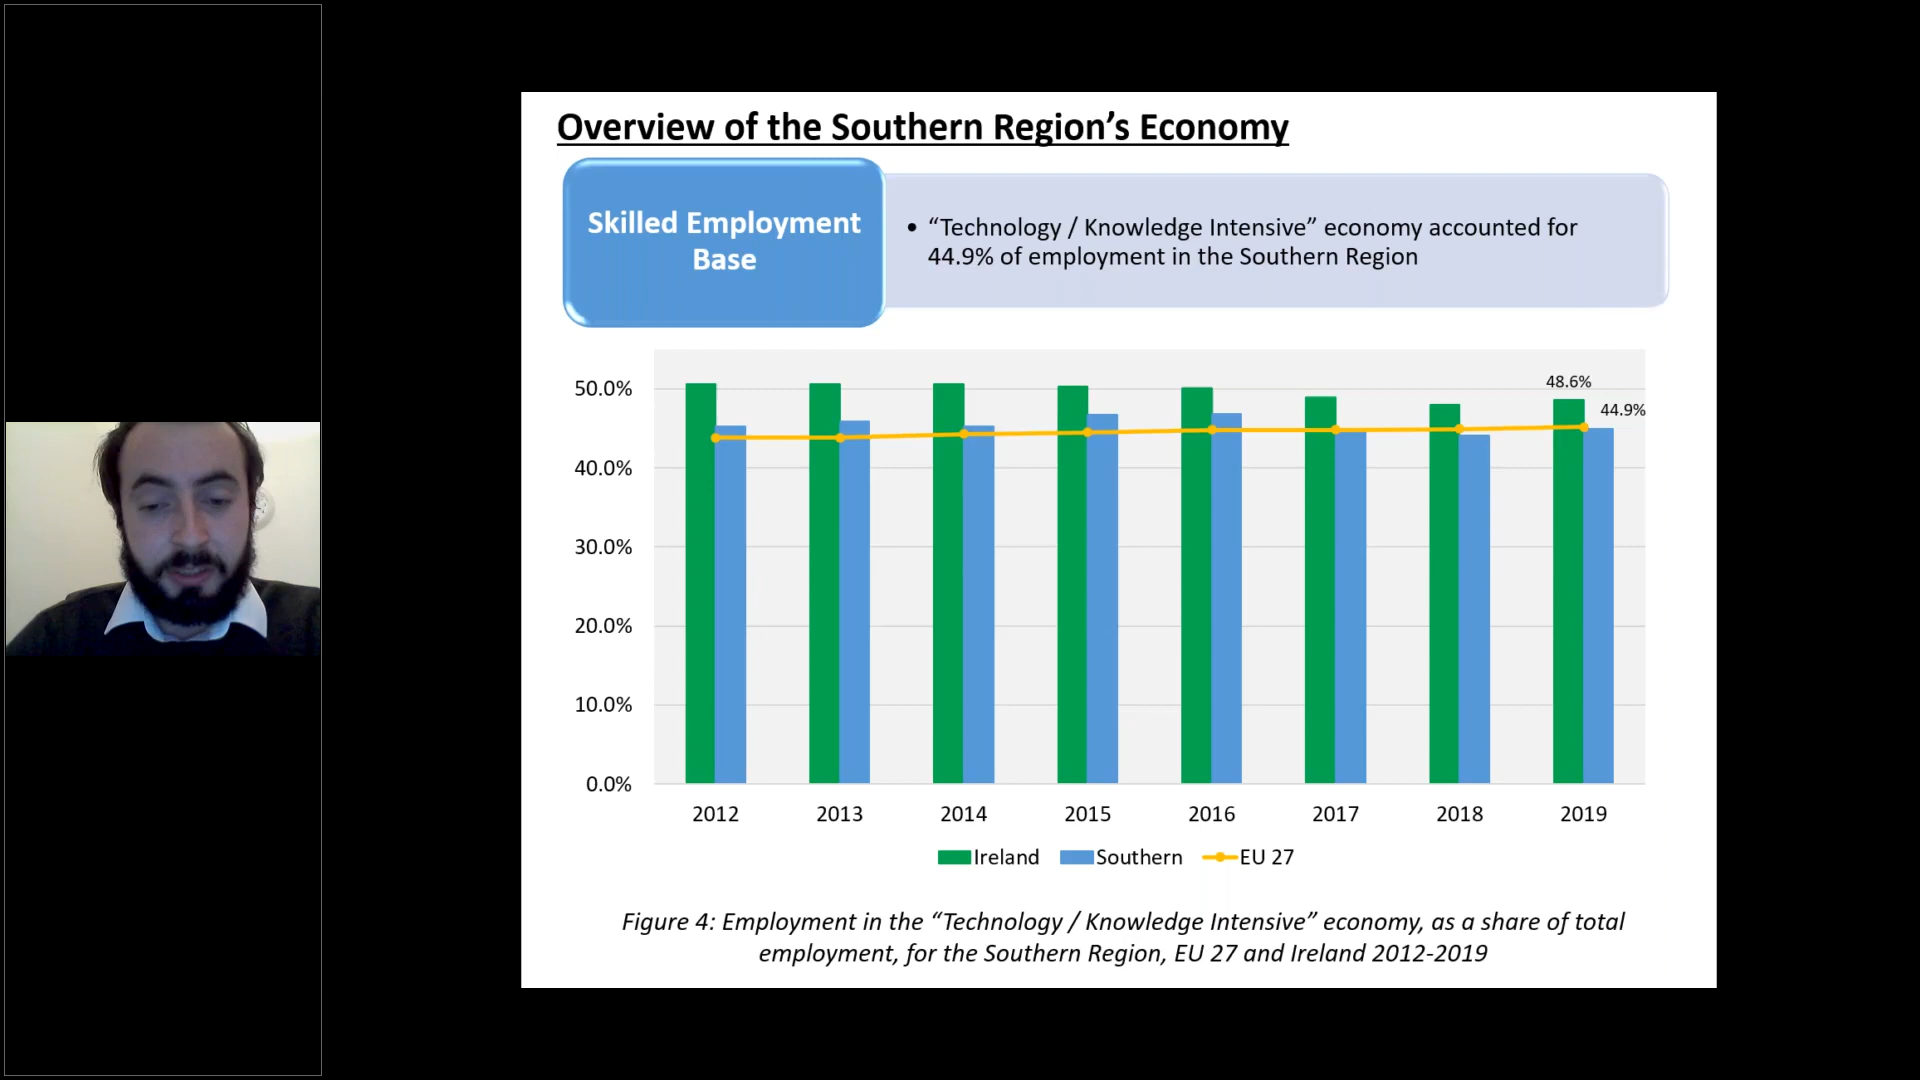 Overview of the Southern Region’s Economy
Skilled Employment
Base
• “Technology / Knowledge Intensive” economy accounted for
44.9% of employment in the Southern Region
48.6%
44.9%
50.0%
40.0%
30.0%
20.0%
10.0%
0.0%
2012 2013 2014 2015 2016 2017 2018 2019
Ireland Southern EU 27
Figure 4: Employment in the “Technology / Knowledge Intensive” economy, as a share of total
employment, for the Southern Region, EU 27 and Ireland 2012-2019